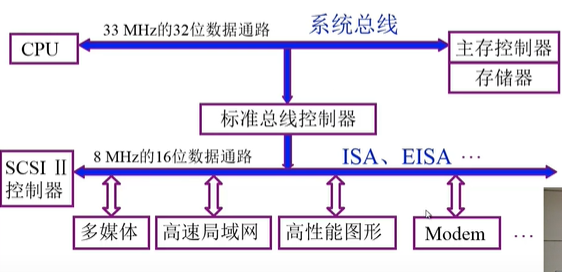 33 MHz的32位数据通路
系统总线
CPU
主存控制器
存储器
标准总线控制器
8 MHz的16位数据通路
ISA、EISA …
SCSI Ⅱ
控制器
多媒体
高速局域网
高性能图形
Modem
…